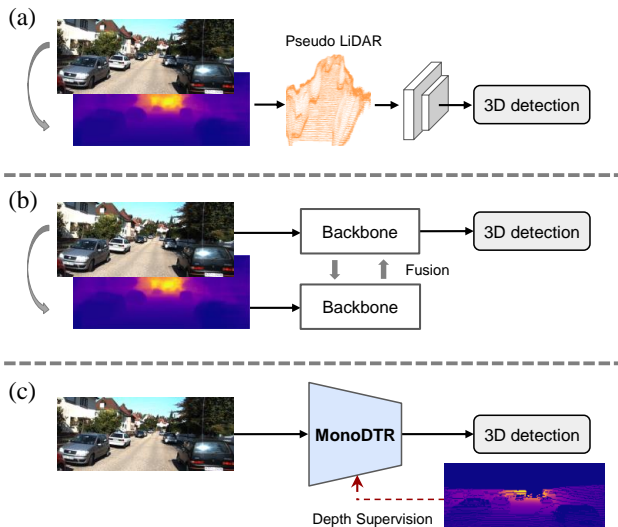 (a)
Pseudo LiDAR
3D detection
(b)
Backbone
3D detection
Fusion
Backbone
(c)
MonoDTR
3D detection
Depth Supervision